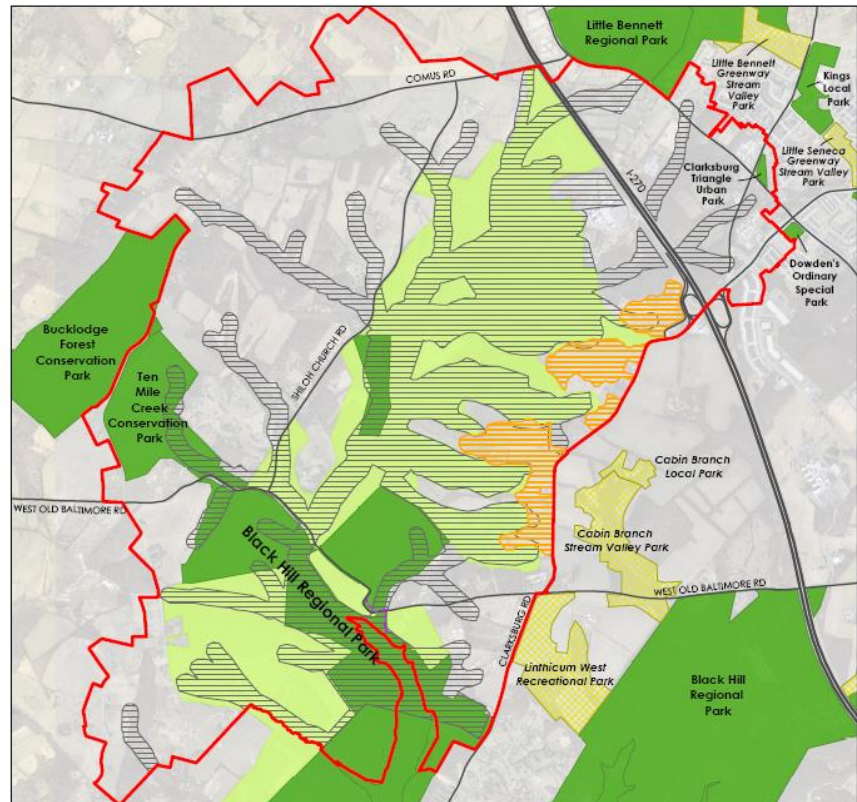 Little Bennett
Regional Park
Little Bennett
Greenway
Stream
Valley
Park
Kings
Local
Park
COMUS RD
I-270
Clarksburg
Triangle
Urban
Park
Little Seneca
Greenway
Stream Valley
Park
Dowden's
Ordinary
Special
Park
Bucklodge
Forest
Conservation
Park
Ten
Mile
Creek
Conservation
Park
SHILOH CHURCH RD
Cabin Branch
Local Park
WEST OLD BALTIMORE RD
Cabin Branch
Stream Valley Park
Black Hill Regional Park
WEST OLD BALTIMORE RD
CLARKSBURG RD
Linthicum West
Recreational Park
Black Hill
Regional
Park